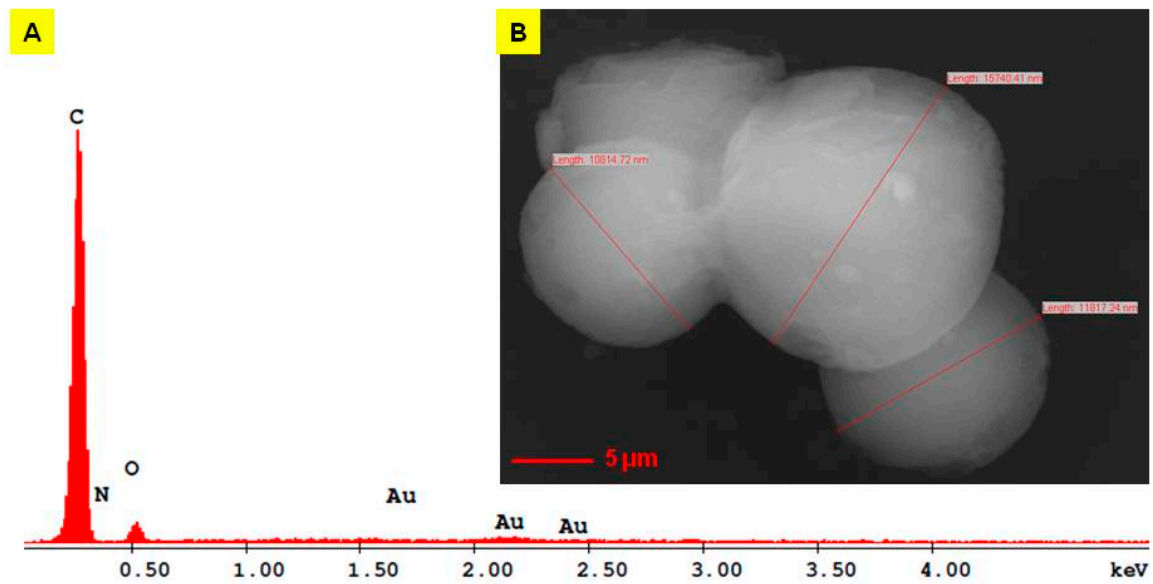 A
B
C
N
O
Au
Au
Au
0.50 1.00 1.50 2.00 2.50 3.00 3.50 4.00 keV
Length: 15740.41 nm
Length: 10814.72 nm
Length: 11817.24 nm
5 µm